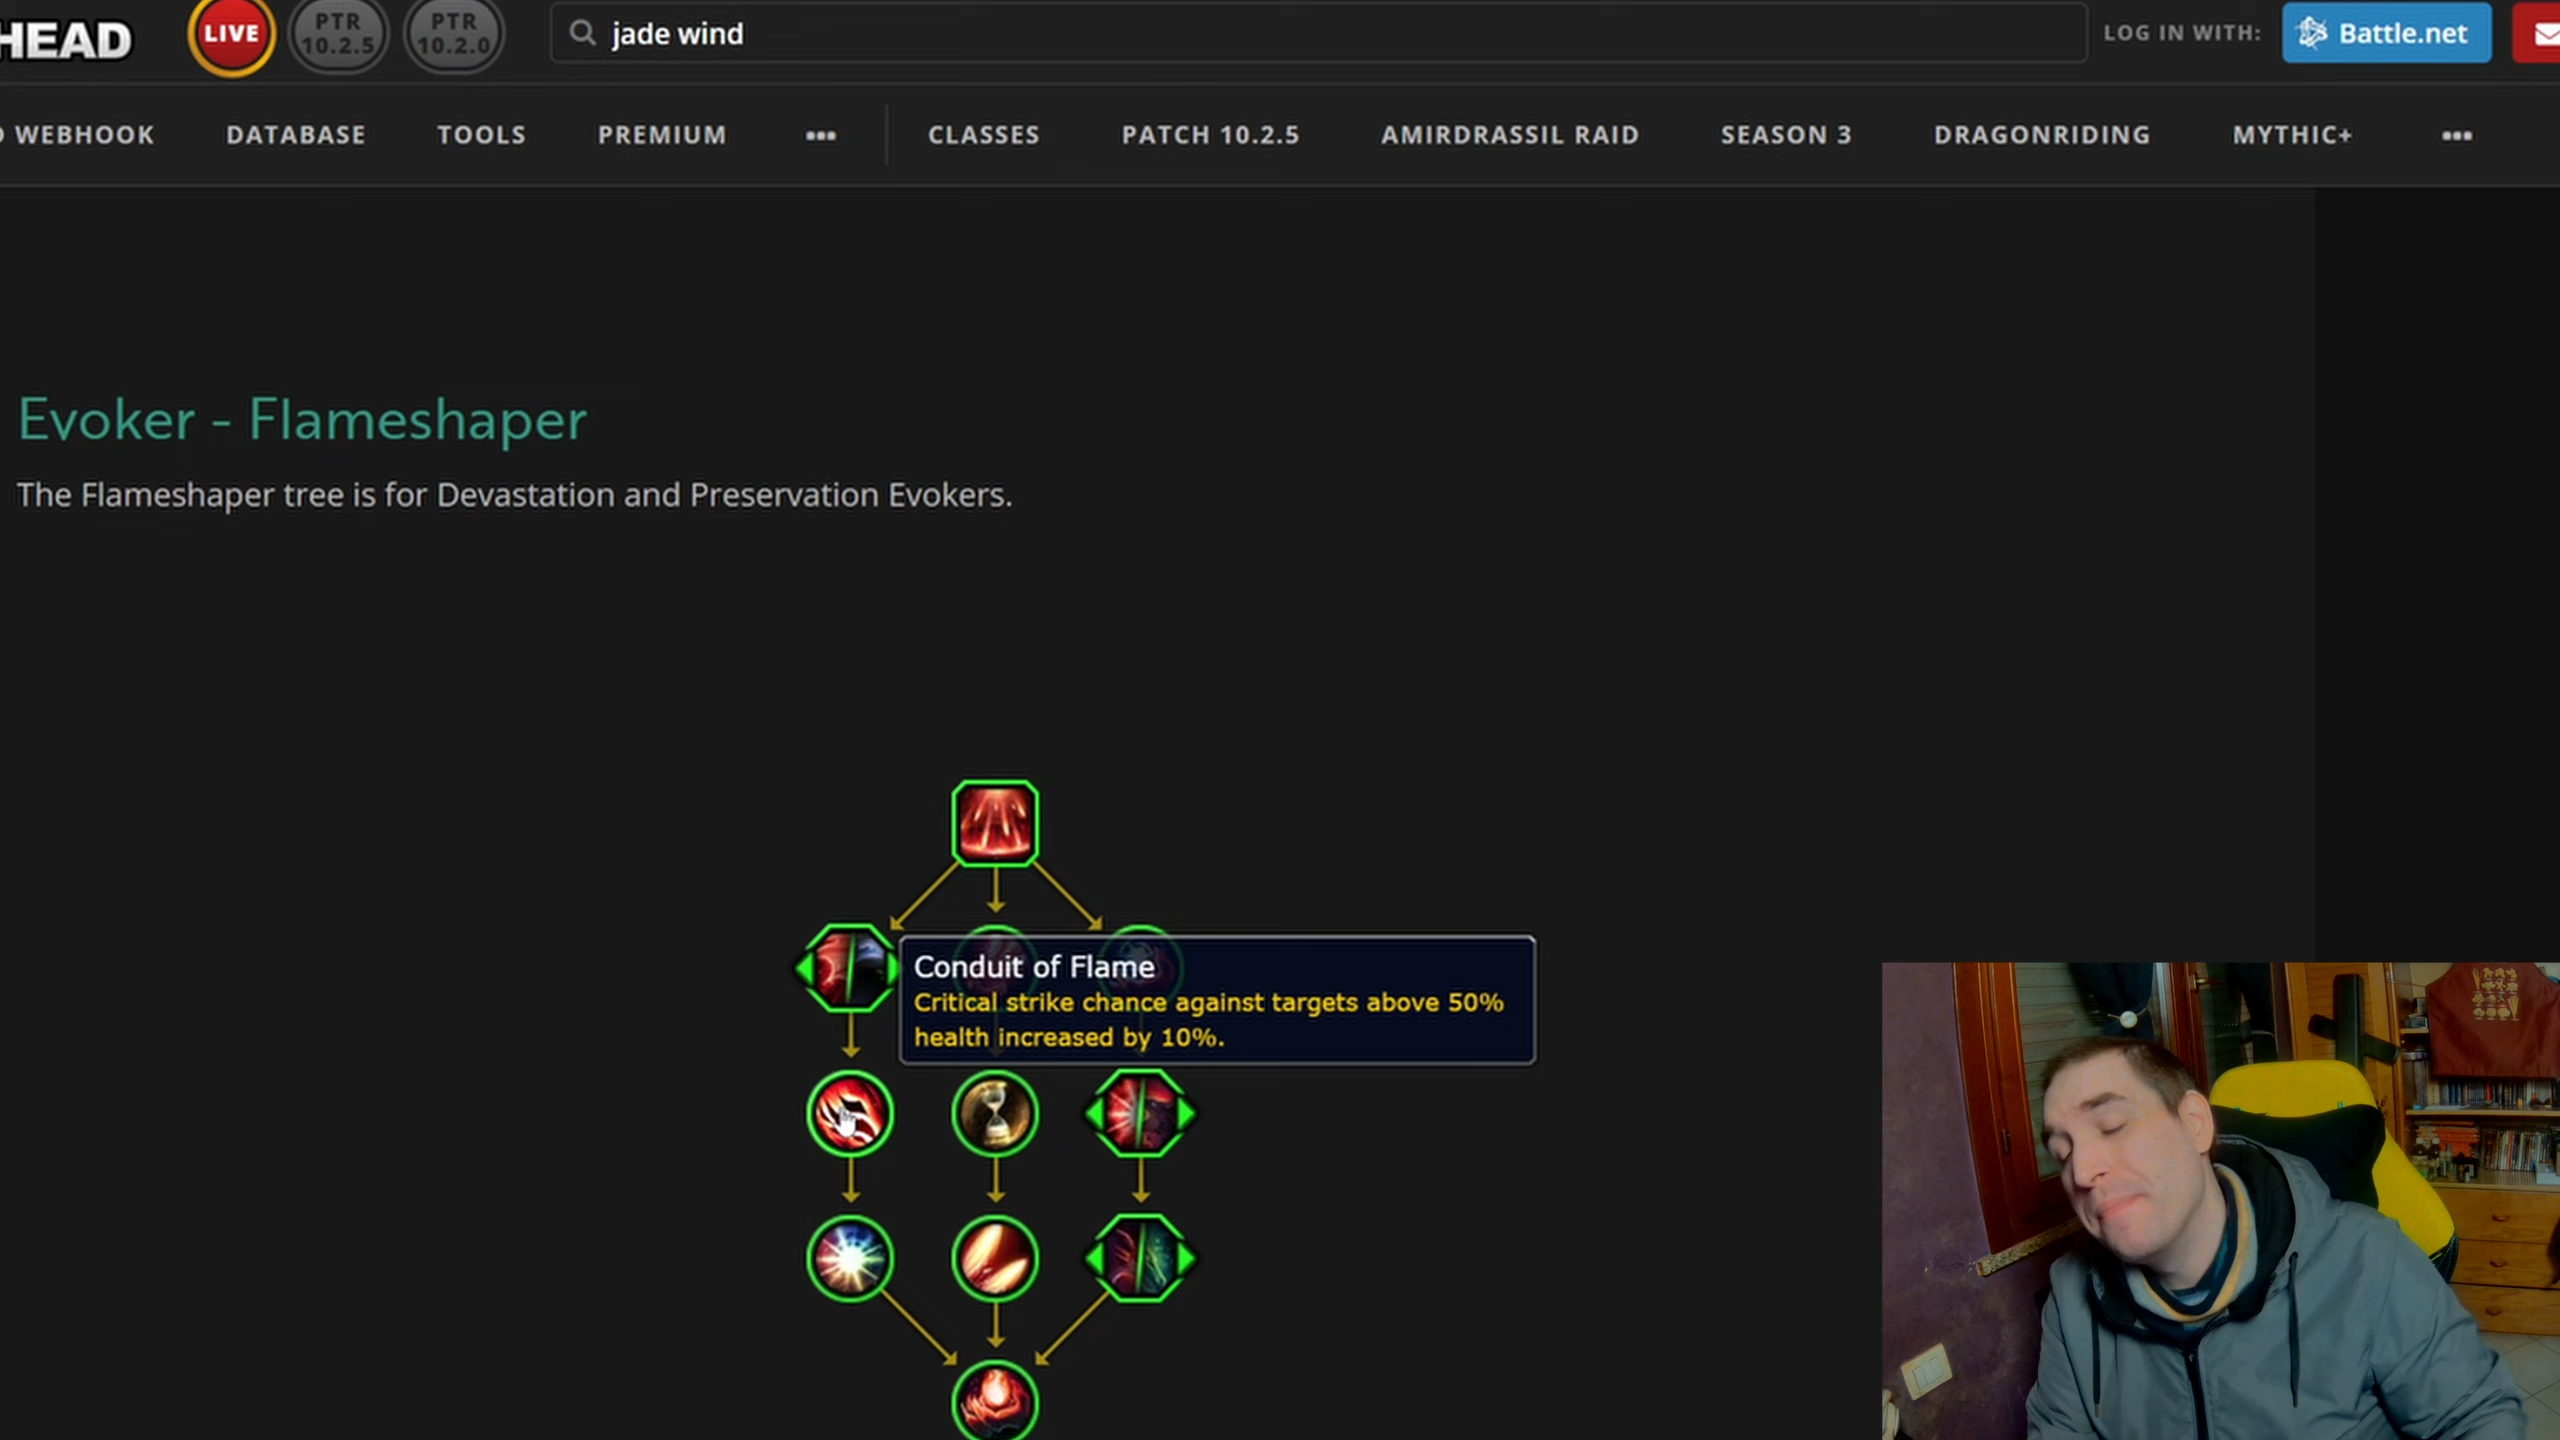 HEAD
LIVE
PTR
10.2.5
PTR
10.2.0
jade wind
LOG IN WITH:
Battle.net
WEBHOOK
DATABASE
TOOLS
PREMIUM
•••
CLASSES
PATCH 10.2.5
AMIRDRASSIL RAID
SEASON 3
DRAGONRIDING
MYTHIC+
•••
Evoker - Flameshaper
The Flameshaper tree is for Devastation and Preservation Evokers.
Conduit of Flame
Critical strike chance against targets above 50%
health increased by 10%.